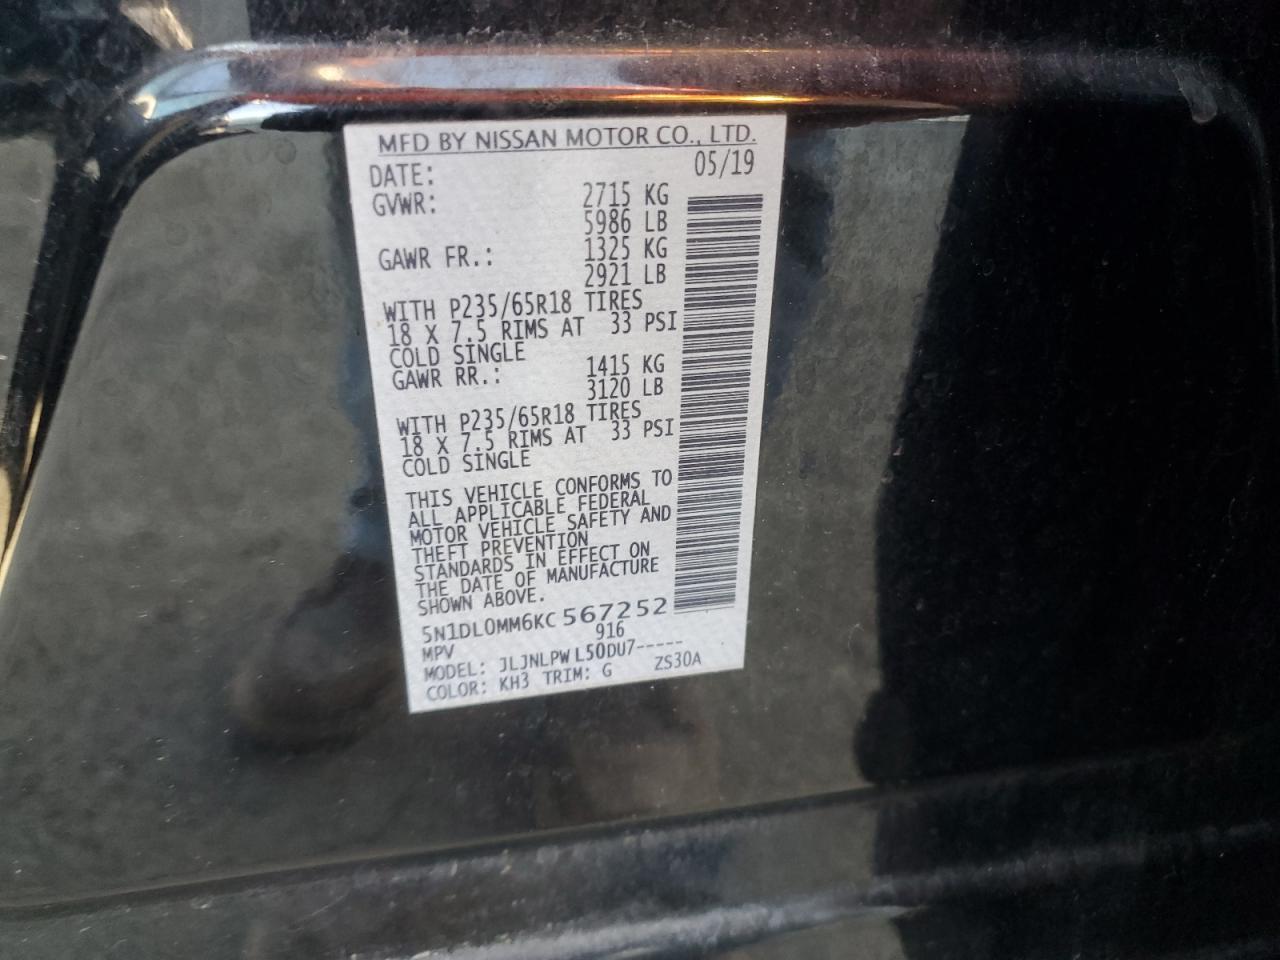 MFD BY NISSAN MOTOR CO., LTD.
DATE: 05/19
GVWR: 2715 KG
5986 LB
GAWR FR.: 1325 KG
2921 LB
WITH P235/65R18 TIRES
18 X 7.5 RIMS AT 33 PSI
COLD SINGLE
GAWR RR.: 1415 KG
3120 LB
WITH P235/65R18 TIRES
18 X 7.5 RIMS AT 33 PSI
COLD SINGLE
THIS VEHICLE CONFORMS TO
ALL APPLICABLE FEDERAL
MOTOR VEHICLE SAFETY AND
THEFT PREVENTION
STANDARDS IN EFFECT ON
THE DATE OF MANUFACTURE
SHOWN ABOVE.
5N1DL0MM6KC567252
MPV 916
MODEL: JLJNLPW L50DU7-----
COLOR: KH3 TRIM: G ZS30A